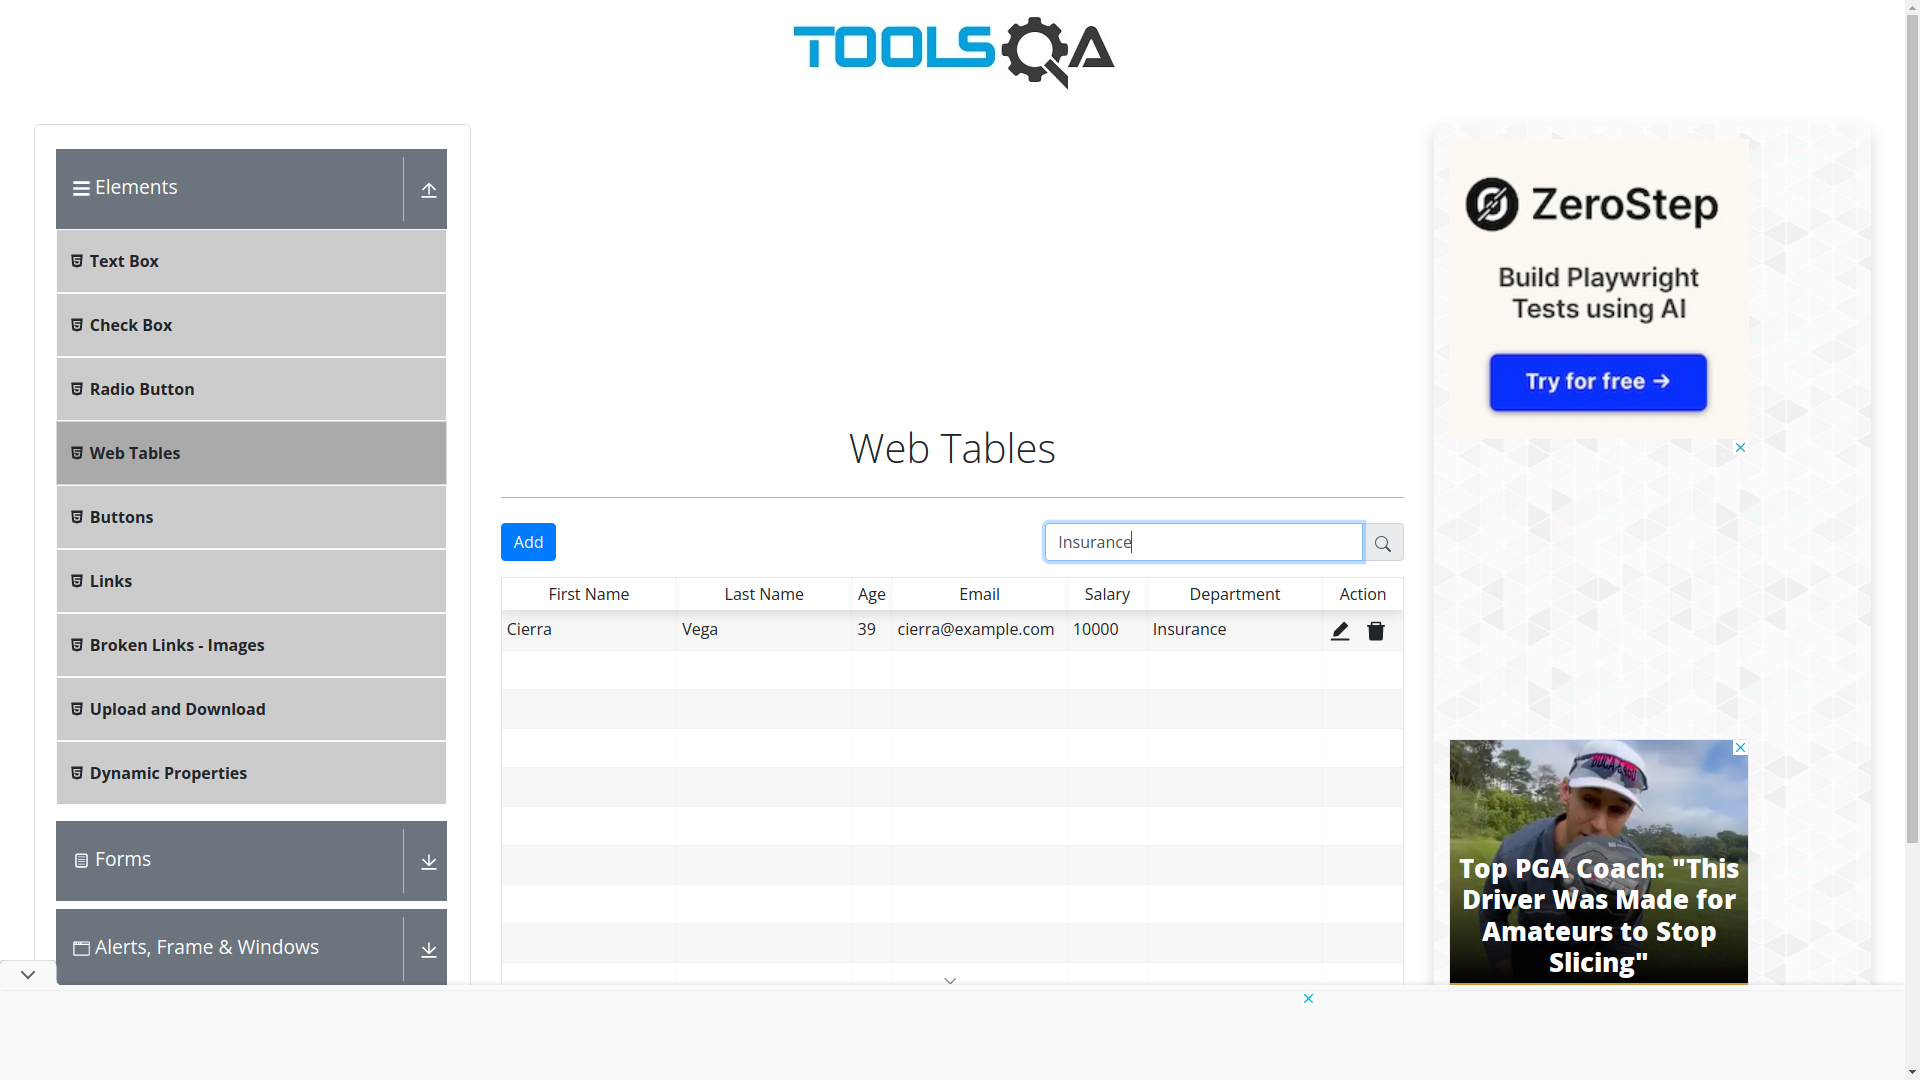 TOOLSQA
Elements
Text Box
Check Box
Radio Button
Web Tables
Buttons
Links
Broken Links - Images
Upload and Download
Dynamic Properties
Forms
Alerts, Frame & Windows
Web Tables
Add
Insurance
First Name Last Name Age Email Salary Department Action
Cierra Vega 39 cierra@example.com 10000 Insurance
ZeroStep
Build Playwright
Tests using AI
Try for free →
Top PGA Coach: "This
Driver Was Made for
Amateurs to Stop
Slicing"